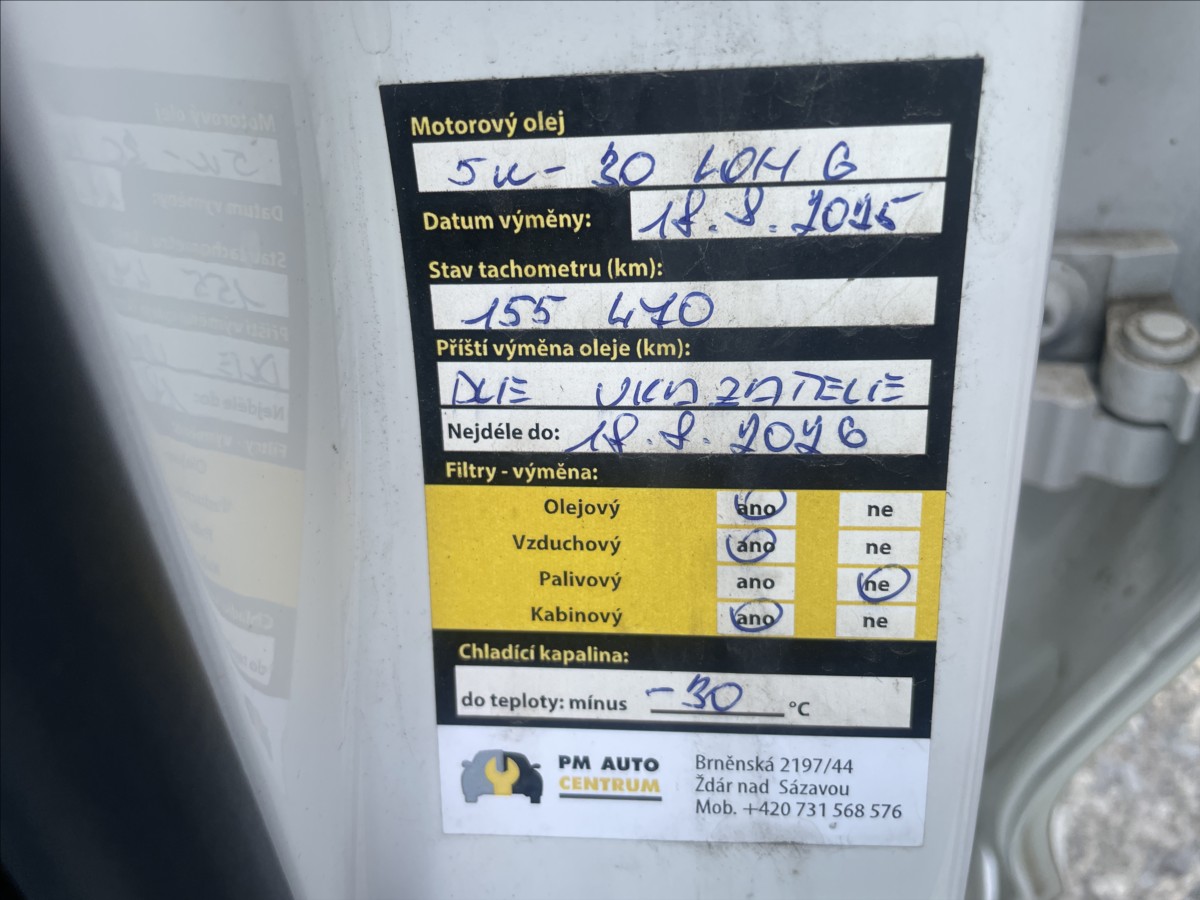 Motorový olej
5W-30 LOH G
Datum výměny: 18.8.2025
Stav tachometru (km):
155 470
Příští výměna oleje (km):
DLE UKAZATELE
Nejdéle do: 18.8.2026
Filtry - výměna:
Olejový ano ne
Vzduchový ano ne
Palivový ano ne
Kabinový ano ne
Chladící kapalina:
do teploty: mínus -30 °C
PM AUTO
CENTRUM
Brněnská 2197/44
Ždár nad Sázavou
Mob. +420 731 568 576